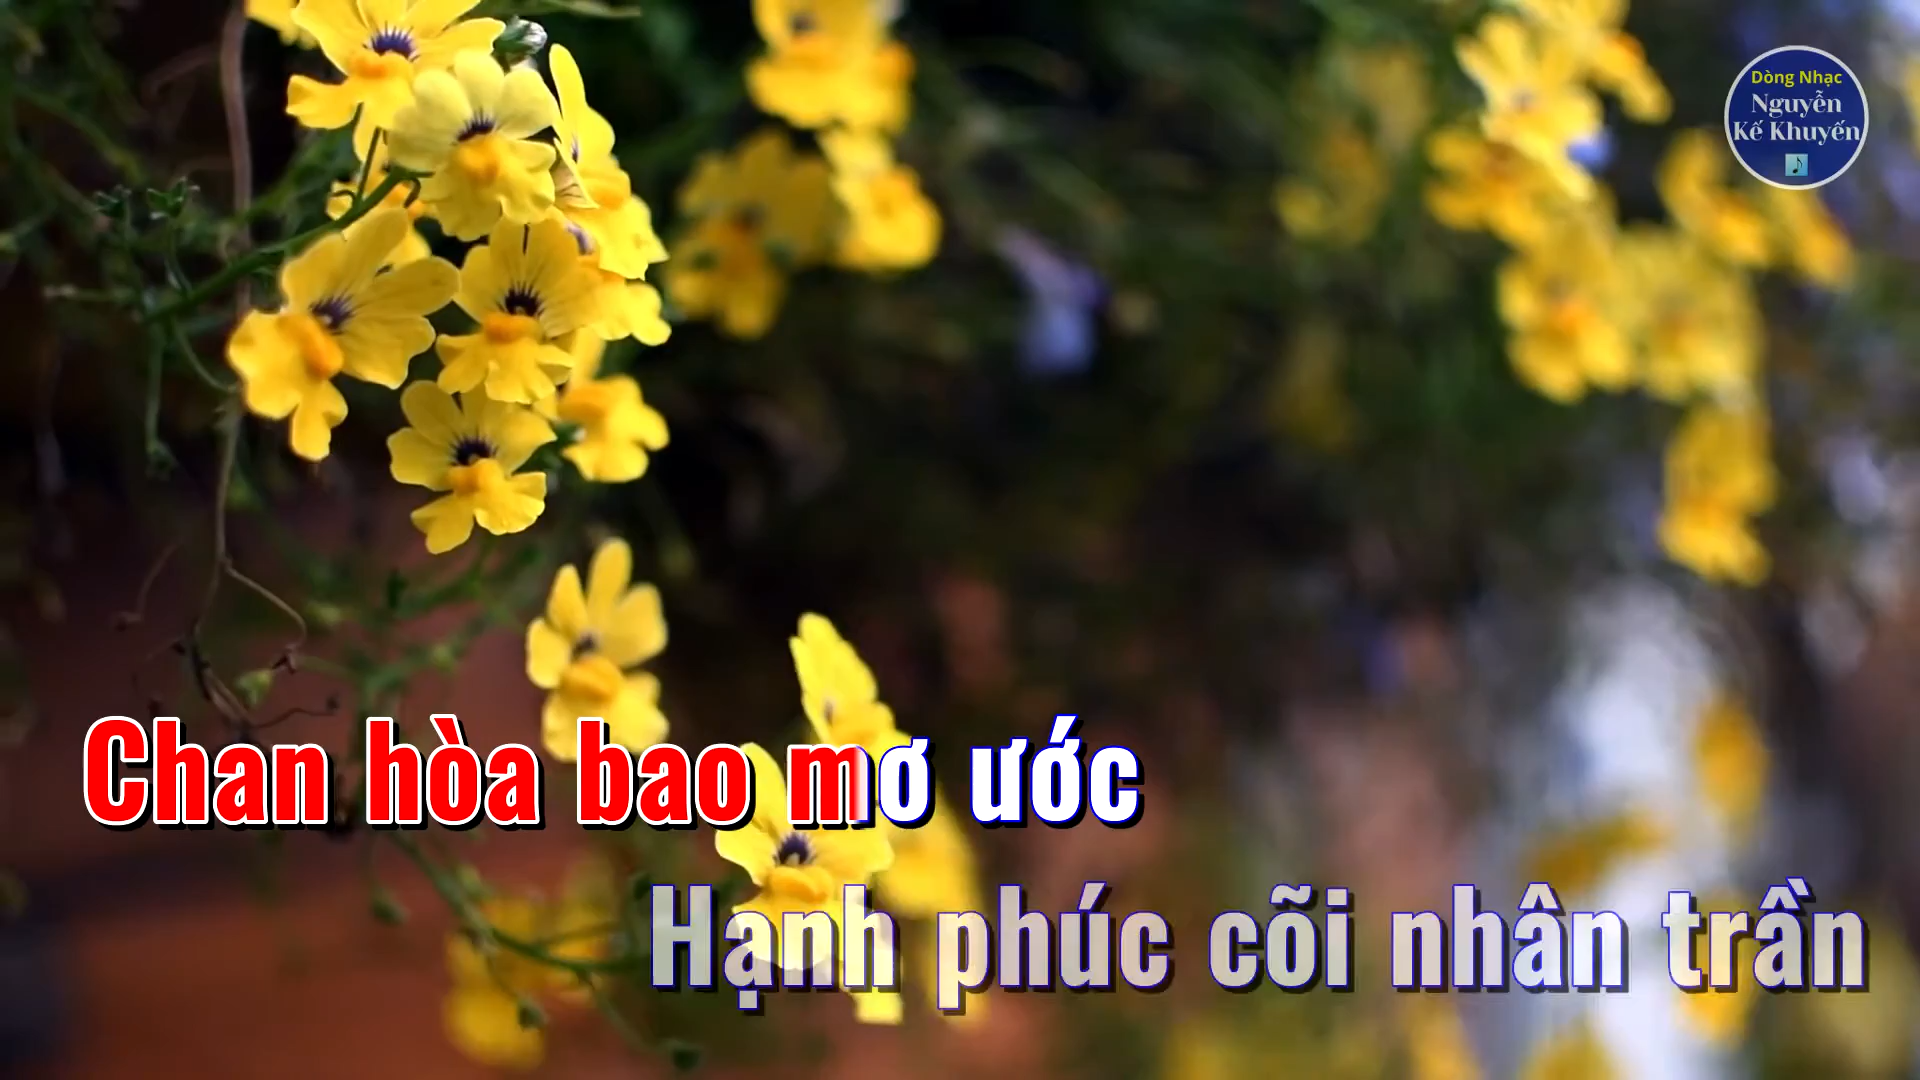 Dòng Nhạc
Nguyễn
Kế Khuyến
Chan hòa bao mơ ước
Hạnh phúc cõi nhân trần